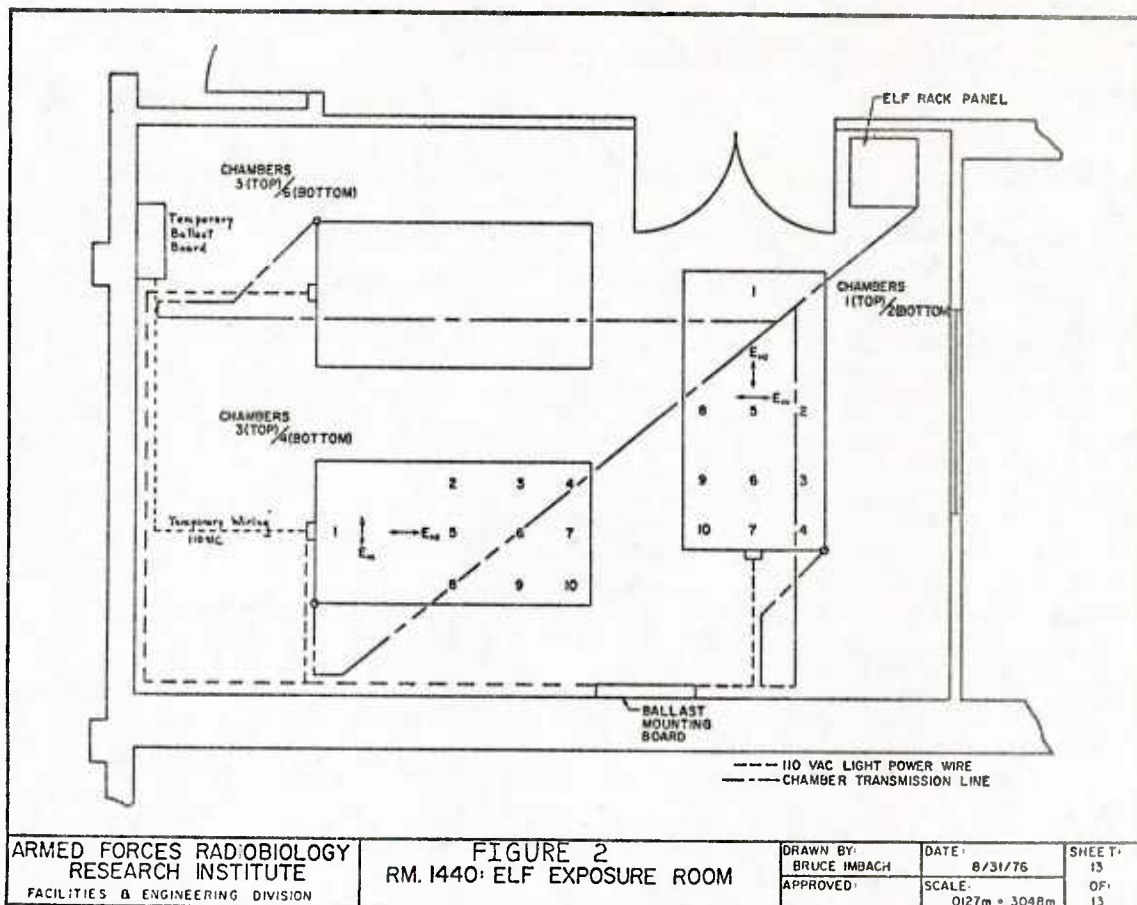 ELF RACK PANEL
CHAMBERS
5(TOP)/6(BOTTOM)
Temporary
Ballast
Board
CHAMBERS
1(TOP)/2(BOTTOM
1
E
E
8 5 2
9 6 3
10 7 4
CHAMBERS
3(TOP)/4(BOTTOM)
2 3 4
Temporary Wiring
110 VAC
1 E 5 6 7
E
8 9 10
BALLAST
MOUNTING
BOARD
110 VAC LIGHT POWER WIRE
CHAMBER TRANSMISSION LINE
ARMED FORCES RADIOBIOLOGY
RESEARCH INSTITUTE
FACILITIES & ENGINEERING DIVISION
FIGURE 2
RM. 1440: ELF EXPOSURE ROOM
DRAWN BY:
BRUCE IMBACH
APPROVED:
DATE:
8/31/76
SCALE:
.0127m = .3048m
SHEET:
13
OF:
13